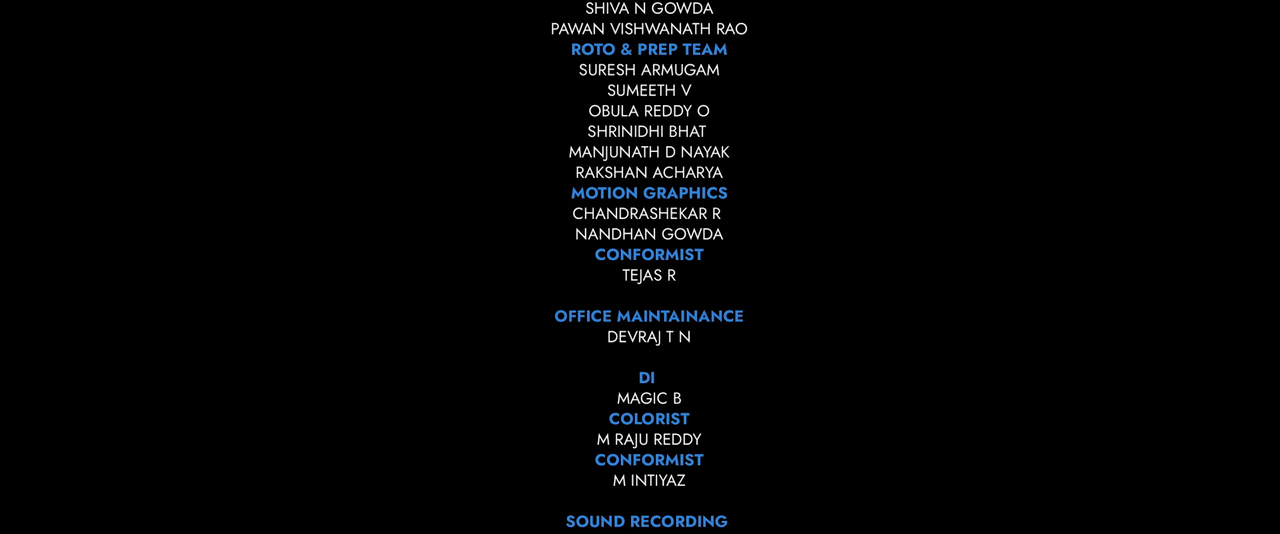 SHIVA N GOWDA
PAWAN VISHWANATH RAO
ROTO & PREP TEAM
SURESH ARMUGAM
SUMEETH V
OBULA REDDY O
SHRINIDHI BHAT
MANJUNATH D NAYAK
RAKSHAN ACHARYA
MOTION GRAPHICS
CHANDRASHEKAR R
NANDHAN GOWDA
CONFORMIST
TEJAS R
OFFICE MAINTAINANCE
DEVRAJ T N
DI
MAGIC B
COLORIST
M RAJU REDDY
CONFORMIST
M INTIYAZ
SOUND RECORDING